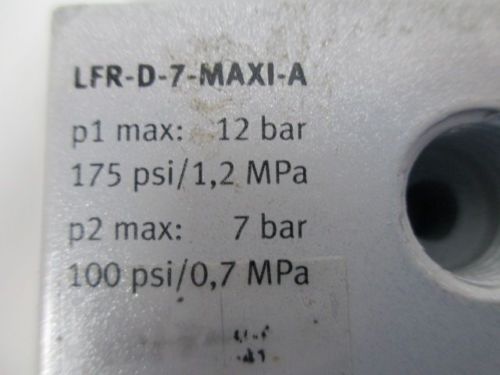 LFR-D-7-MAXI-A
p1 max: 12 bar
175 psi/1,2 MPa
p2 max: 7 bar
100 psi/0,7 MPa